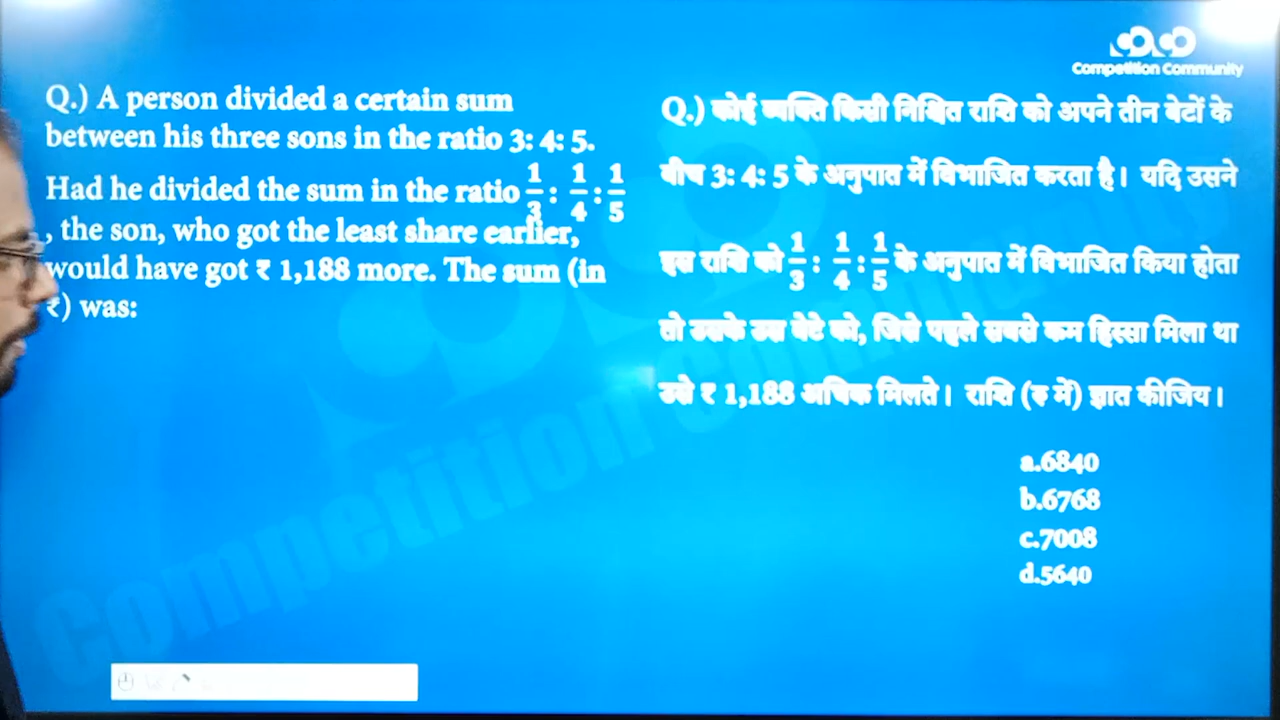 Competition Community
Q.) A person divided a certain sum
between his three sons in the ratio 3: 4: 5.
Had he divided the sum in the ratio 1/3 : 1/4 : 1/5
, the son, who got the least share earlier,
would have got ₹ 1,188 more. The sum (in
₹) was:
Q.) कोई व्यक्ति किसी निश्चित राशि को अपने तीन बेटों के
बीच 3: 4: 5 के अनुपात में विभाजित करता है। यदि उसने
इस राशि को 1/3 : 1/4 : 1/5 के अनुपात में विभाजित किया होता
तो उसके उस बेटे को, जिसे पहले सबसे कम हिस्सा मिला था
उसे ₹ 1,188 अधिक मिलते। राशि (रु में) ज्ञात कीजिय।
a.6840
b.6768
c.7008
d.5640
Competition Community